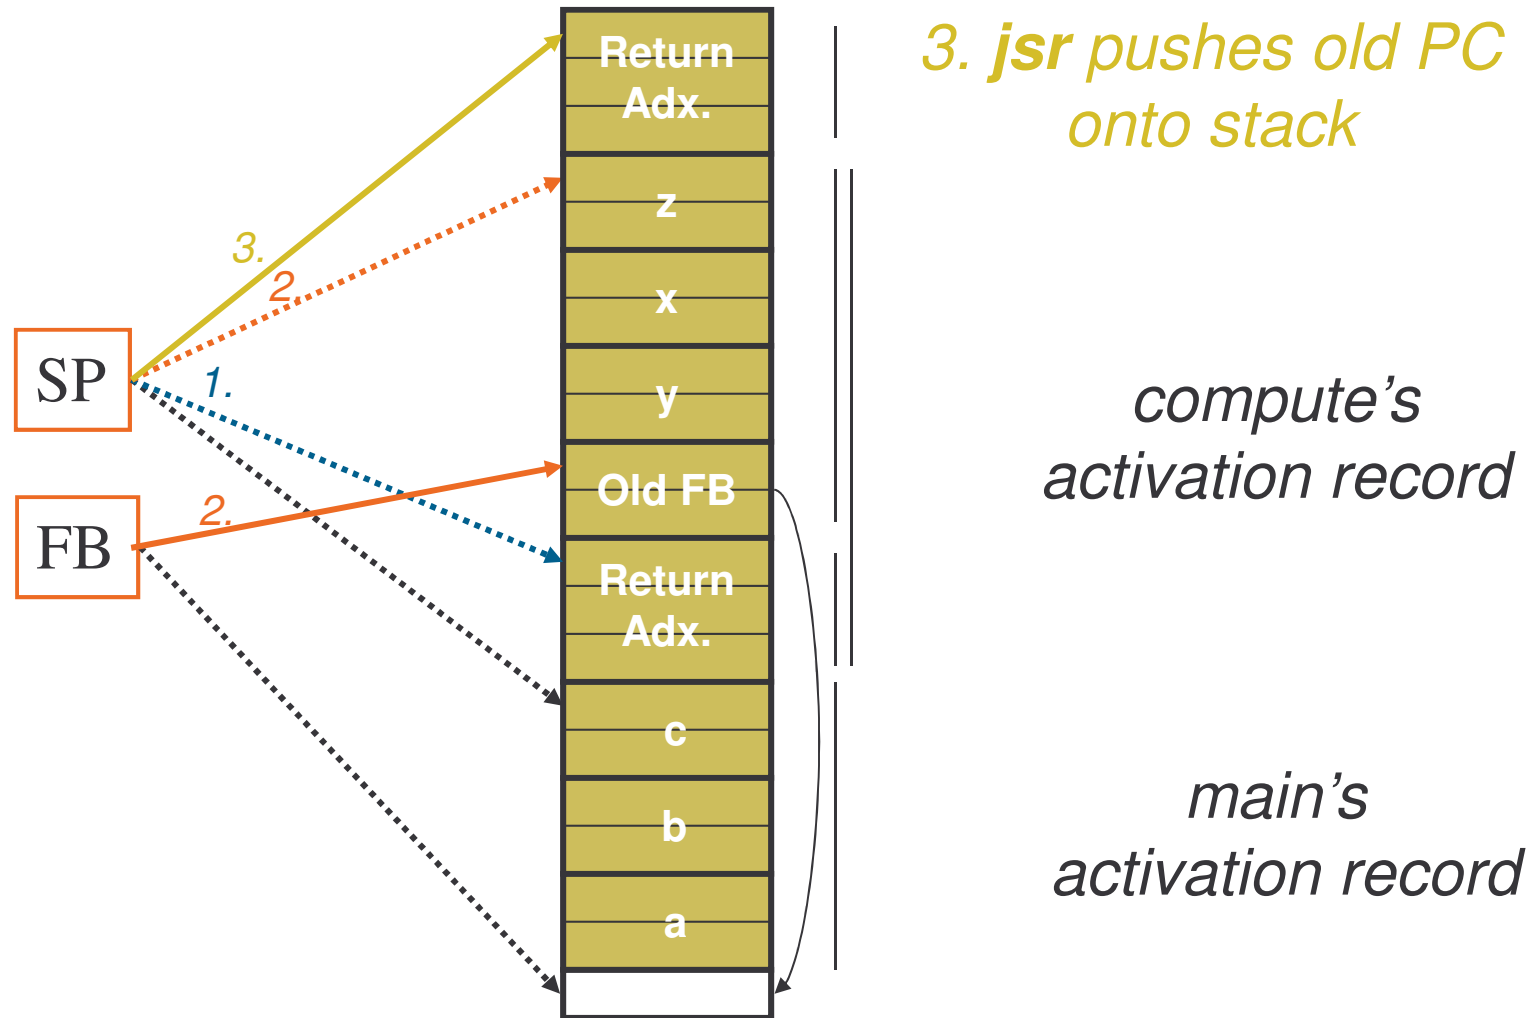 3. jsr pushes old PC
onto stack
Return
Adx.
z
x
y
Old FB
Return
Adx.
c
b
a
3.
2.
1.
2.
SP
FB
compute’s
activation record
main’s
activation record